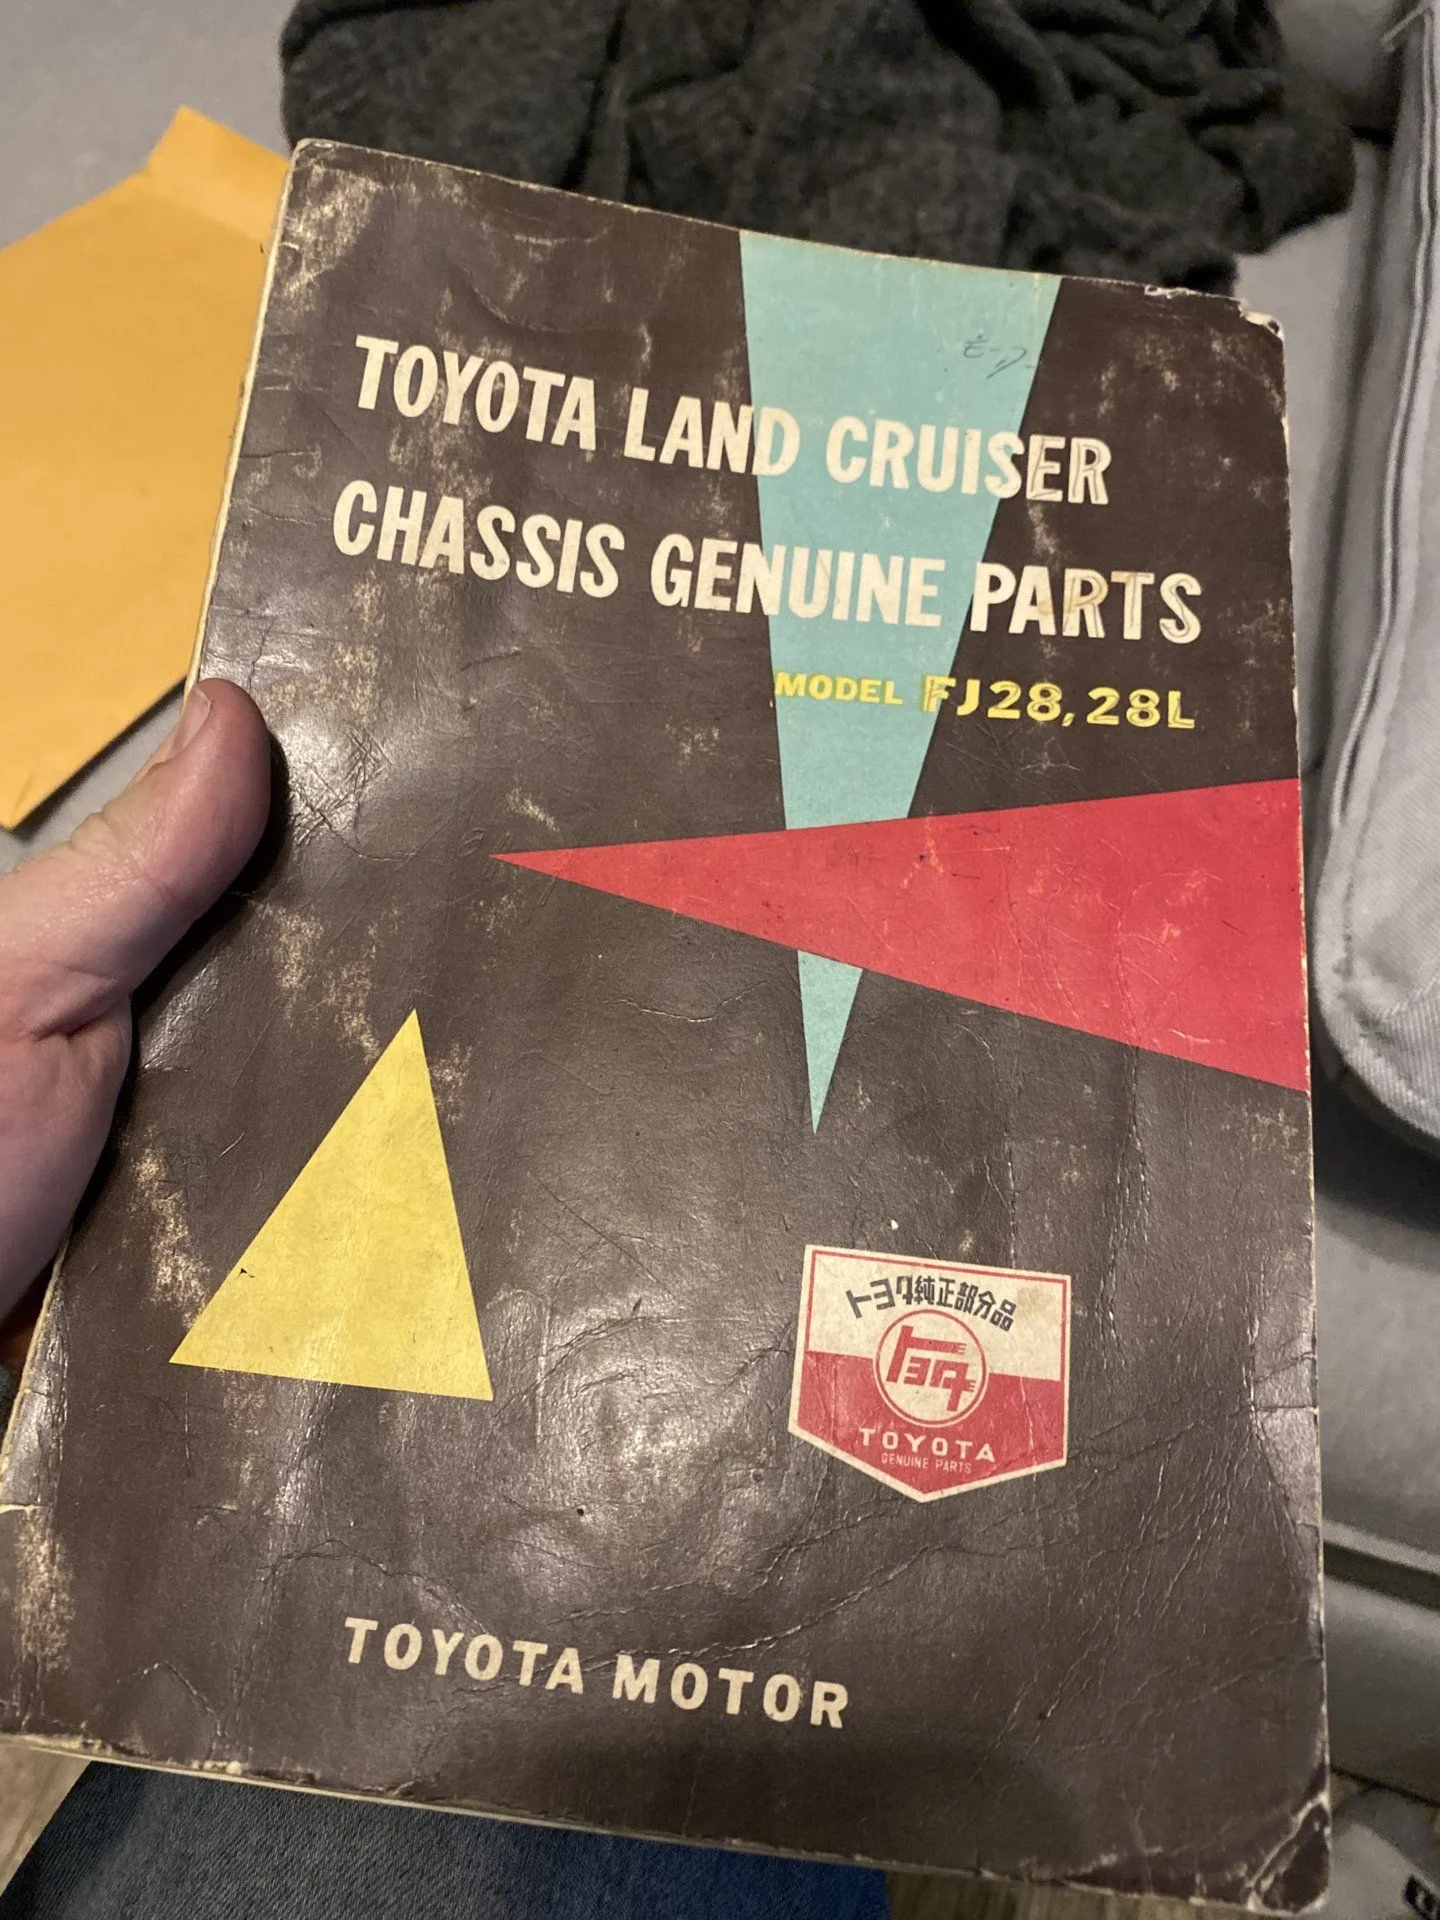 TOYOTA LAND CRUISER
CHASSIS GENUINE PARTS
MODEL FJ28, 28L
トヨタ純正部分品
トヨタ
TOYOTA
GENUINE PARTS
TOYOTA MOTOR